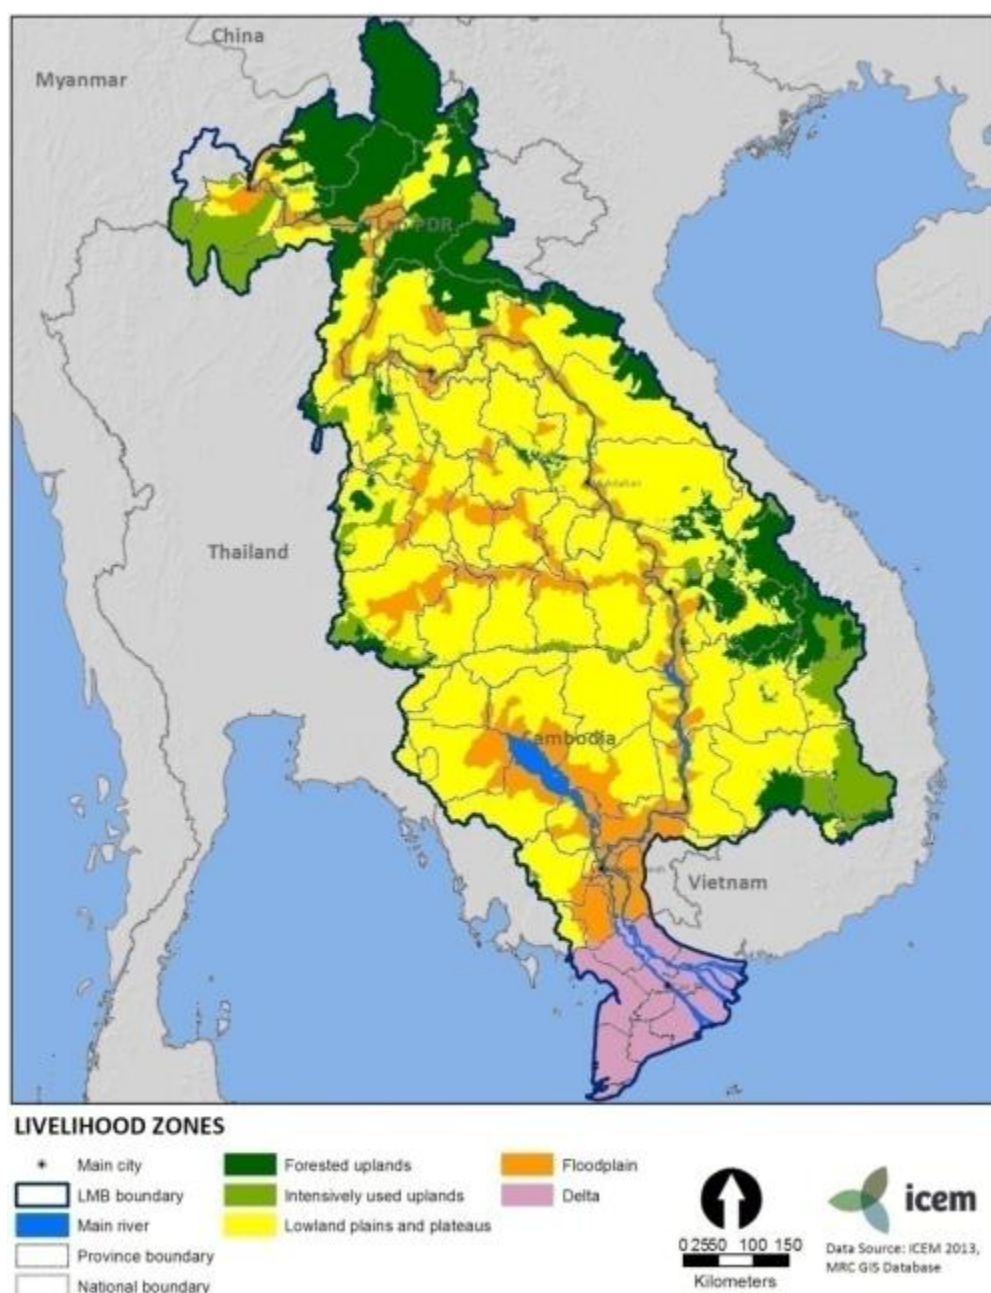 China
Myanmar
PDR
Thailand
Cambodia
Vietnam
LIVELIHOOD ZONES
Main city
LMB boundary
Main river
Province boundary
National boundary
Forested uplands
Intensively used uplands
Lowland plains and plateaus
Floodplain
Delta
0 25 50 100 150
Kilometers
icem
Data Source: ICEM 2013,
MRC GIS Database